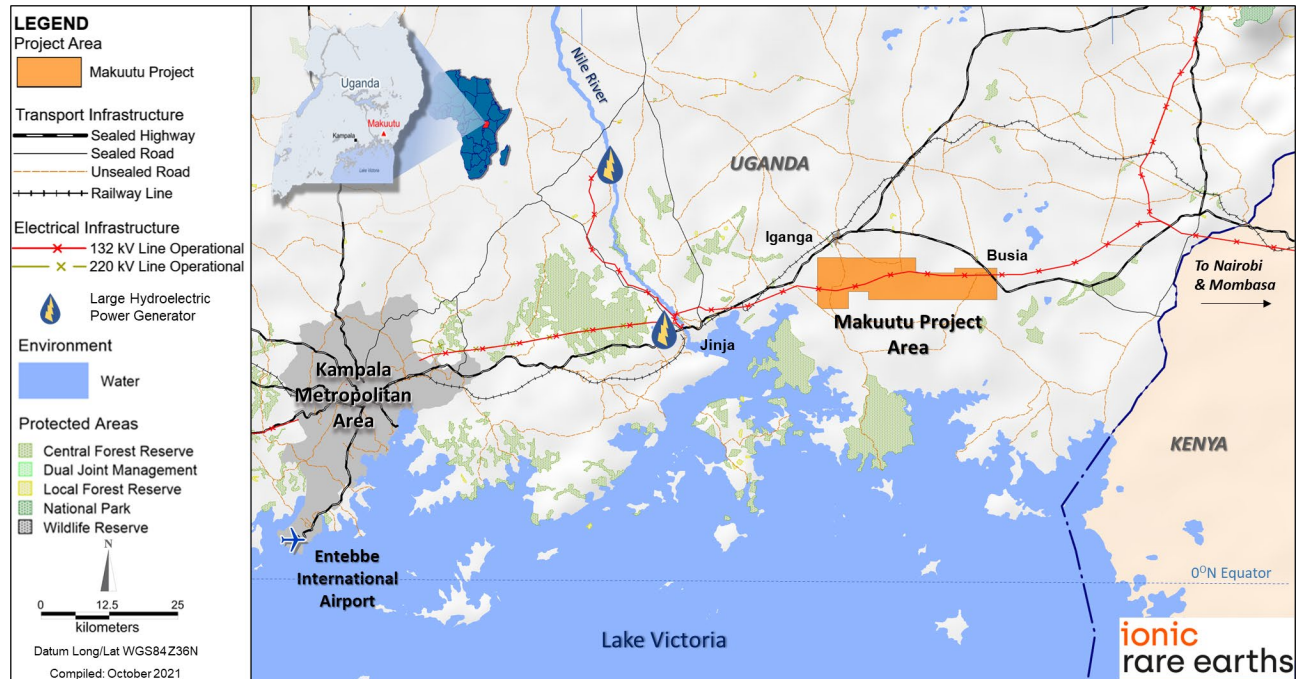 LEGEND
Project Area
Makuutu Project
Transport Infrastructure
Sealed Highway
Sealed Road
Unsealed Road
Railway Line
Electrical Infrastructure
132 kV Line Operational
220 kV Line Operational
Large Hydroelectric
Power Generator
Environment
Water
Protected Areas
Central Forest Reserve
Dual Joint Management
Local Forest Reserve
National Park
Wildlife Reserve
N
0 12.5 25
kilometers
Datum Long/Lat WGS84 Z36N
Compiled: October 2021
Uganda
Makuutu
Kampala
Lake Victoria
Nile River
UGANDA
Iganga
Busia
To Nairobi
& Mombasa
Makuutu Project
Area
Jinja
Kampala
Metropolitan
Area
KENYA
Entebbe
International
Airport
0⁰N Equator
Lake Victoria
ionic
rare earths